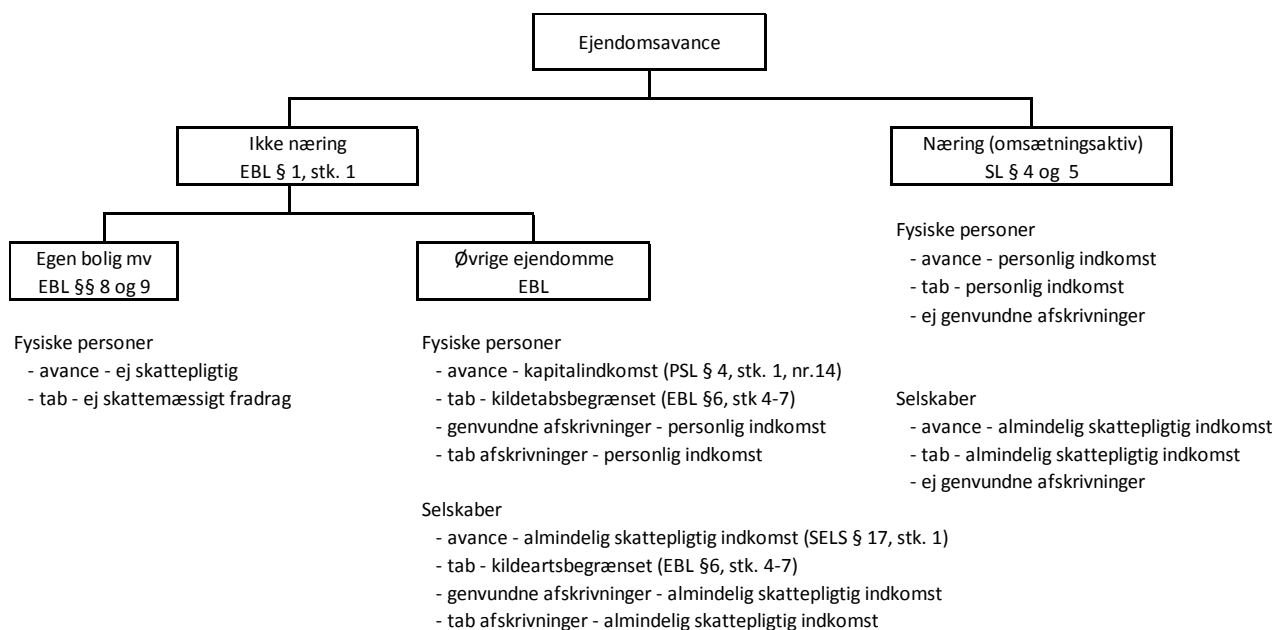 Ejendomsavance
Ikke næring
EBL § 1, stk. 1
Næring (omsætningsaktiv)
SL § 4 og  5
Egen bolig mv
EBL §§ 8 og 9
Øvrige ejendomme
EBL
Fysiske personer
- avance - ej skattepligtig
- tab - ej skattemæssigt fradrag
Fysiske personer
- avance - kapitalindkomst (PSL § 4, stk. 1, nr.14)
- tab - kildetabsbegrænset (EBL §6, stk 4-7)
- genvundne afskrivninger - personlig indkomst
- tab afskrivninger - personlig indkomst
Selskaber
- avance - almindelig skattepligtig indkomst (SELS § 17, stk. 1)
- tab - kildeartsbegrænset (EBL §6, stk. 4-7)
- genvundne afskrivninger - almindelig skattepligtig indkomst
- tab afskrivninger - almindelig skattepligtig indkomst
Fysiske personer
- avance - personlig indkomst
- tab - personlig indkomst
- ej genvundne afskrivninger
Selskaber
- avance - almindelig skattepligtig indkomst
- tab - almindelig skattepligtig indkomst
- ej genvundne afskrivninger